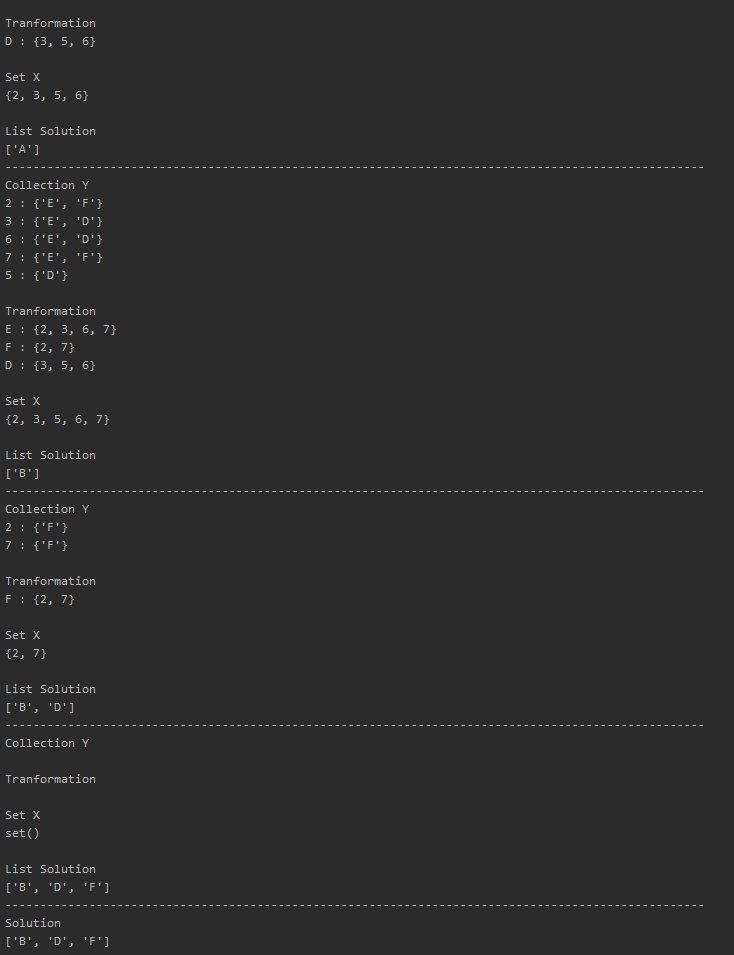 Tranformation
D : {3, 5, 6}
Set X
{2, 3, 5, 6}
List Solution
['A']
----------------------------------------------------------------------------------------------------
Collection Y
2 : {'E', 'F'}
3 : {'E', 'D'}
6 : {'E', 'D'}
7 : {'E', 'F'}
5 : {'D'}
Tranformation
E : {2, 3, 6, 7}
F : {2, 7}
D : {3, 5, 6}
Set X
{2, 3, 5, 6, 7}
List Solution
['B']
----------------------------------------------------------------------------------------------------
Collection Y
2 : {'F'}
7 : {'F'}
Tranformation
F : {2, 7}
Set X
{2, 7}
List Solution
['B', 'D']
----------------------------------------------------------------------------------------------------
Collection Y
Tranformation
Set X
set()
List Solution
['B', 'D', 'F']
----------------------------------------------------------------------------------------------------
Solution
['B', 'D', 'F']